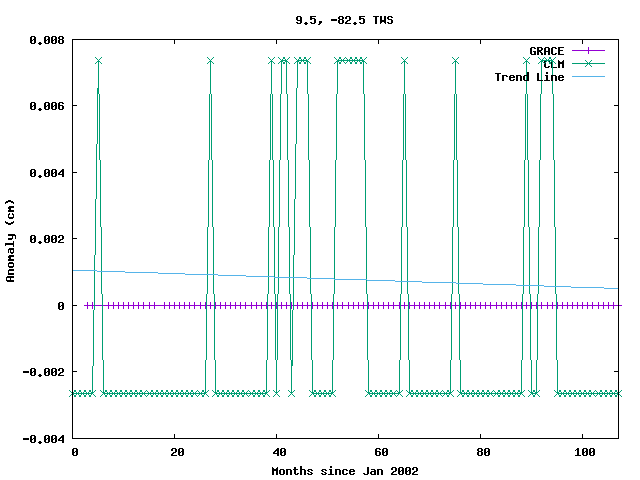 9.5, -82.5 TWS
GRACE
CLM
Trend Line
0.008
0.006
0.004
0.002
0
-0.002
-0.004
Anomaly (cm)
0 20 40 60 80 100
Months since Jan 2002